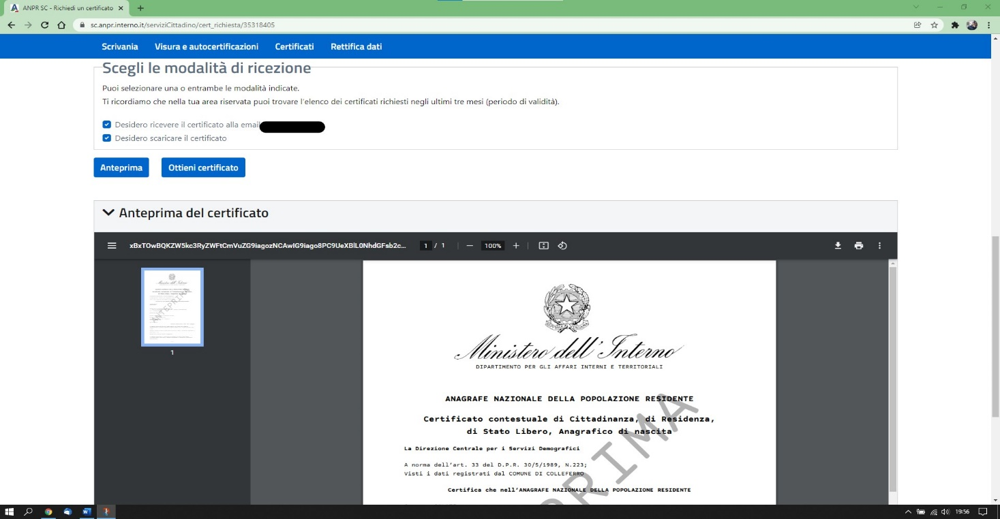 ANPR SC - Richiedi un certificato
sc.anpr.interno.it/serviziCittadino/cert_richiesta/35318405
Scrivania Visura e autocertificazioni Certificati Rettifica dati
Scegli le modalità di ricezione
Puoi selezionare una o entrambe le modalità indicate.
Ti ricordiamo che nella tua area riservata puoi trovare l'elenco dei certificati richiesti negli ultimi tre mesi (periodo di validità).
Desidero ricevere il certificato alla email
Desidero scaricare il certificato
Anteprima Ottieni certificato
Anteprima del certificato
xBxTOwBQKZW5kc3RyZWFtCmVuZG9iagozNCAwIG9iago8PC9UeXBlL0NhdGFsb2c... 1 / 1 100%
1
Ministero dell'Interno
DIPARTIMENTO PER GLI AFFARI INTERNI E TERRITORIALI
ANAGRAFE NAZIONALE DELLA POPOLAZIONE RESIDENTE
Certificato contestuale di Cittadinanza, di Residenza,
di Stato Libero, Anagrafico di nascita
La Direzione Centrale per i Servizi Demografici
A norma dell'art. 33 del D.P.R. 30/5/1989, N.223;
Visti i dati registrati dal COMUNE DI COLLEFERRO
Certifica che nell'ANAGRAFE NAZIONALE DELLA POPOLAZIONE RESIDENTE
PRIMA
19:56